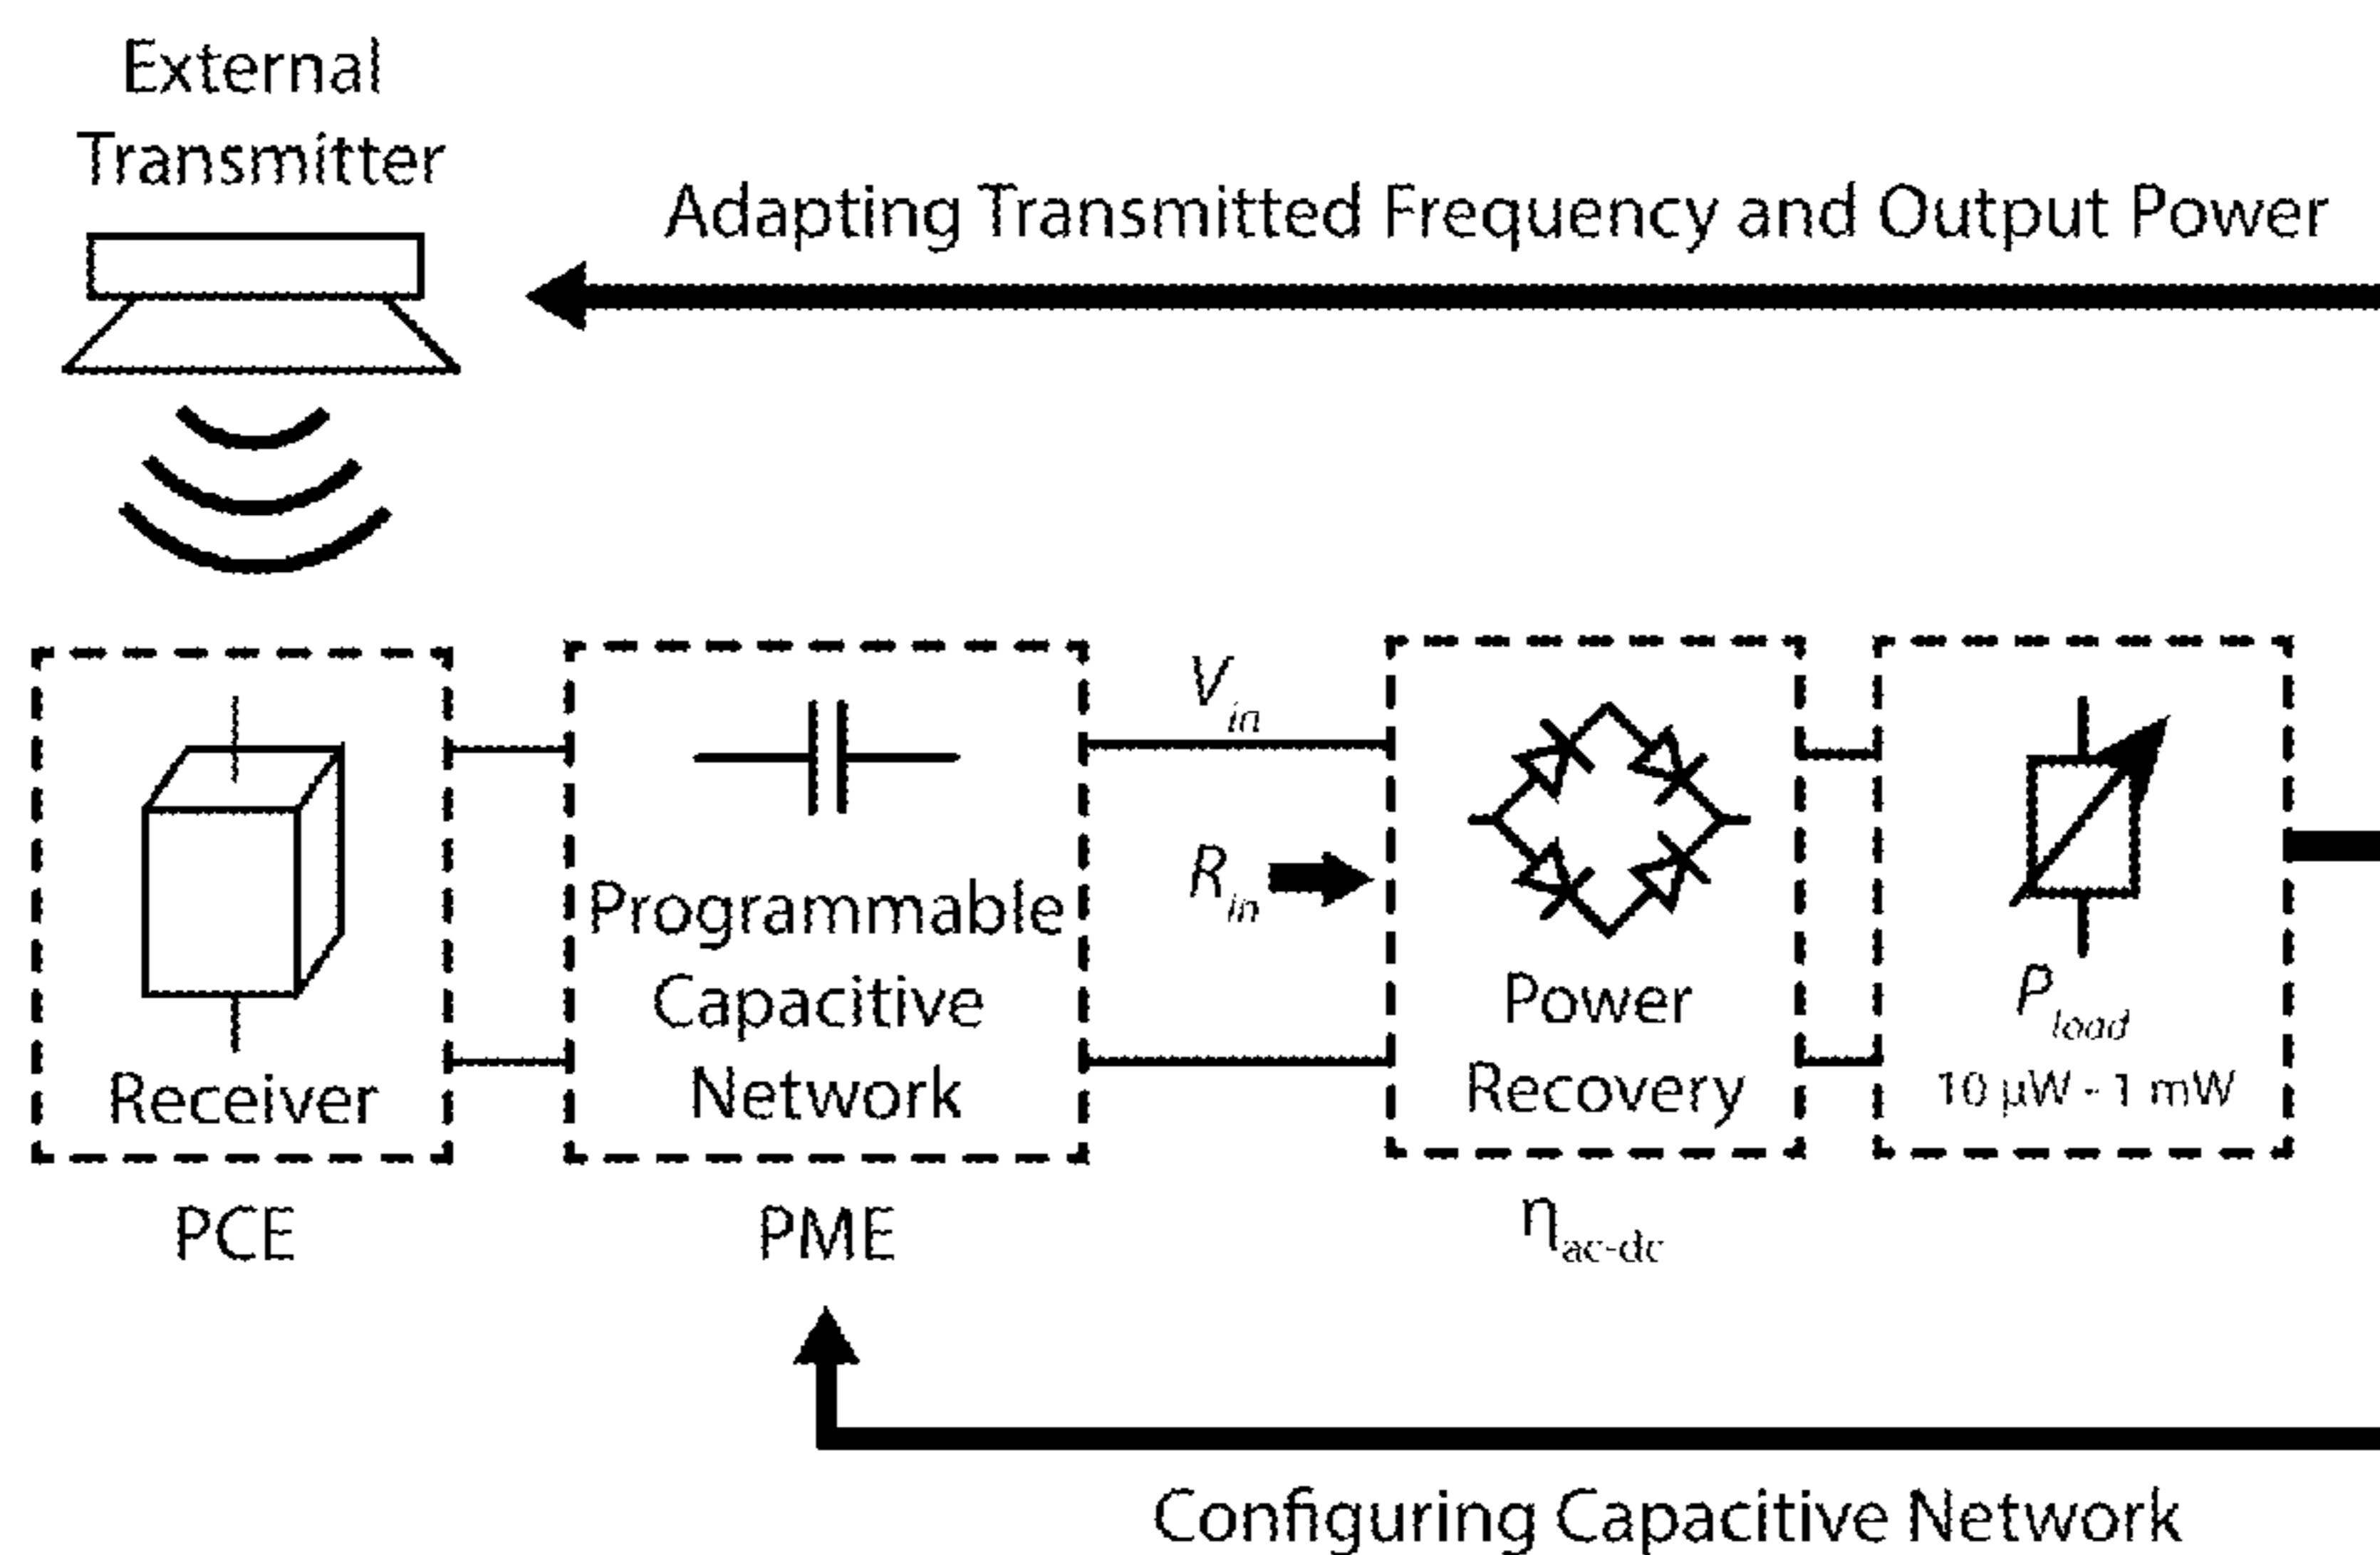 External
Transmitter
Adapting Transmitted Frequency and Output Power
V_in
R_in
Programmable
Capacitive
Network
Receiver
Power
Recovery
P_load
10 µW - 1 mW
PCE
PME
η_ac-dc
Configuring Capacitive Network